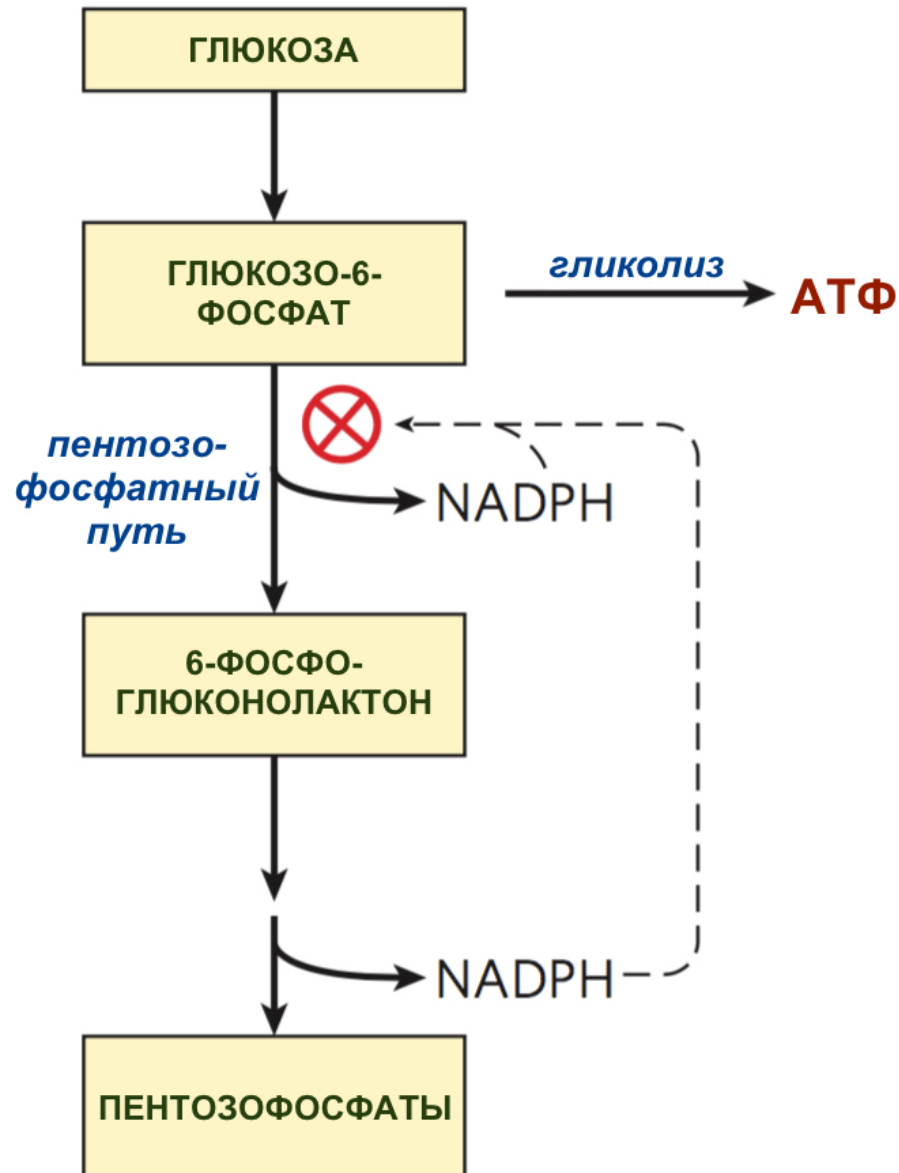 ГЛЮКОЗА
ГЛЮКОЗО-6-
ФОСФАТ
гликолиз
АТФ
пентозо-
фосфатный
путь
NADPH
6-ФОСФО-
ГЛЮКОНОЛАКТОН
NADPH
ПЕНТОЗОФОСФАТЫ